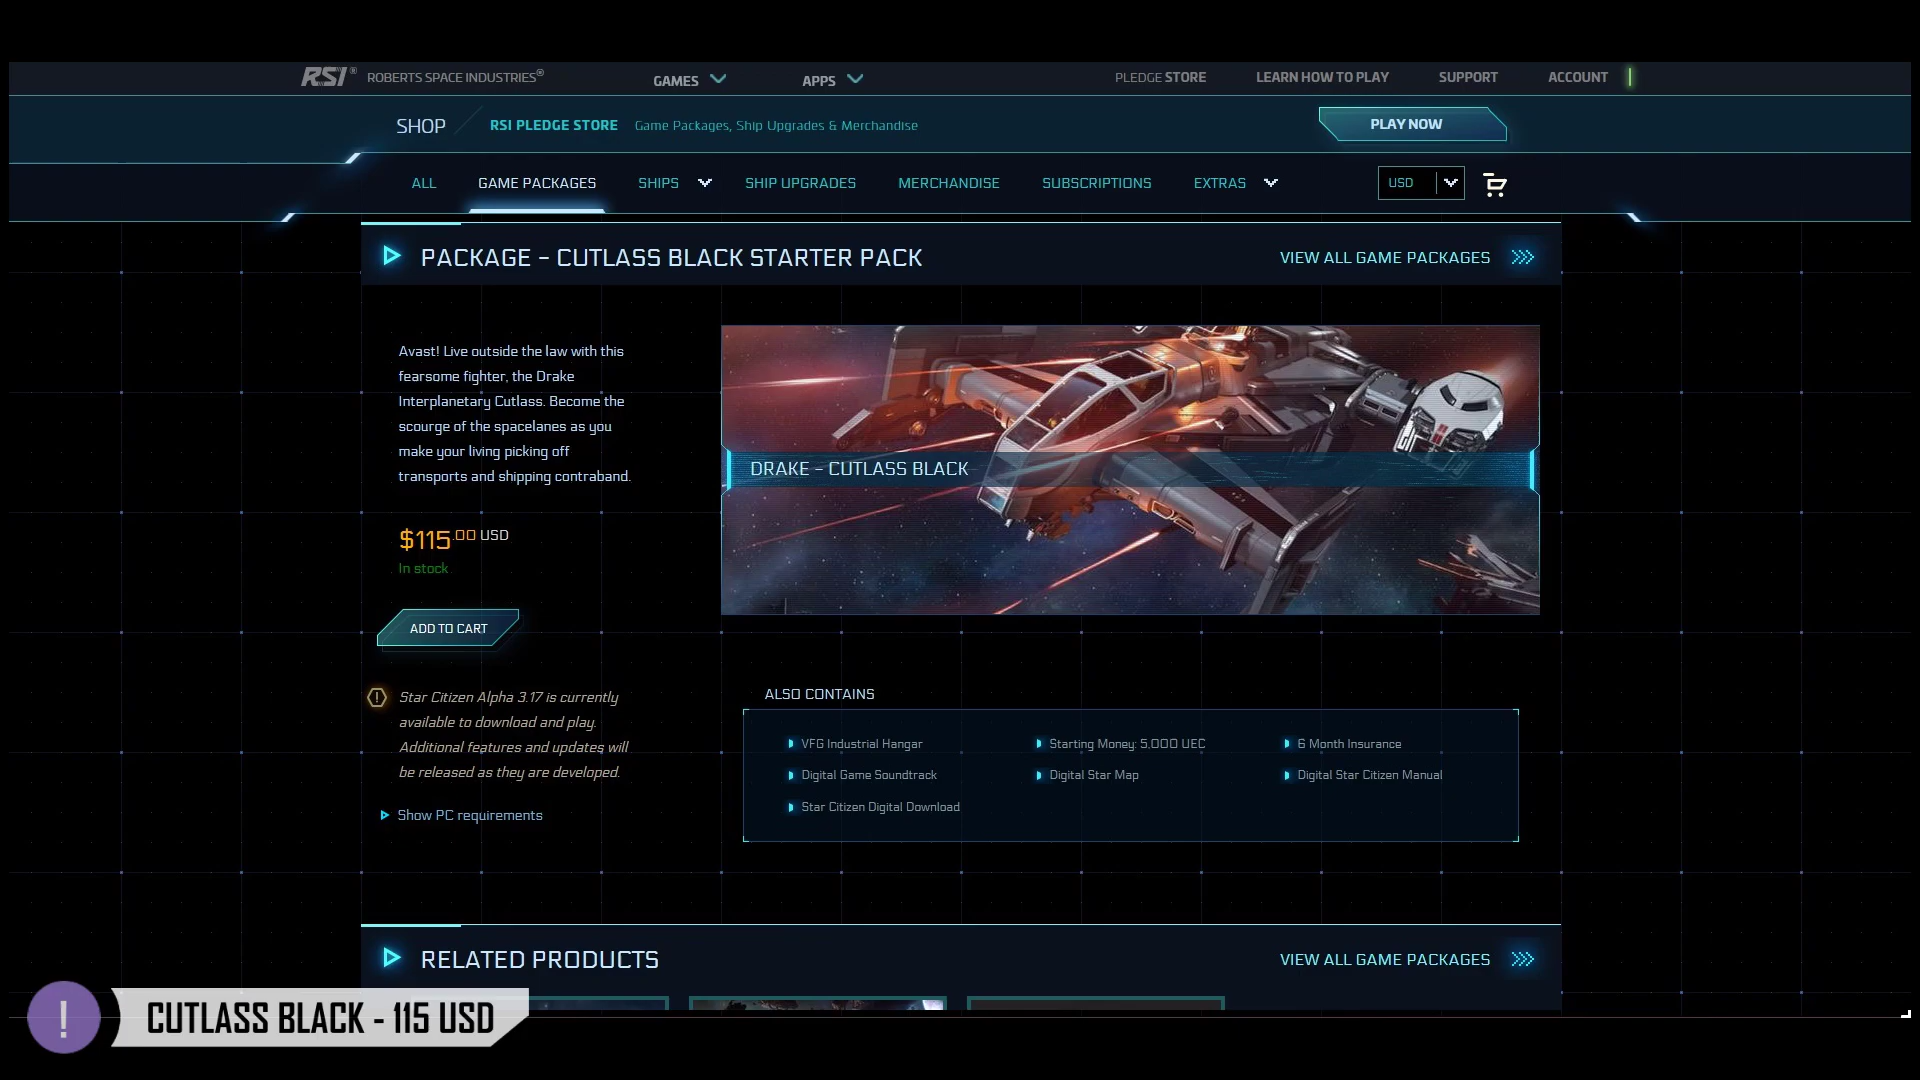 RSI® ROBERTS SPACE INDUSTRIES® GAMES APPS PLEDGE STORE LEARN HOW TO PLAY SUPPORT ACCOUNT
SHOP RSI PLEDGE STORE Game Packages, Ship Upgrades & Merchandise PLAY NOW
ALL GAME PACKAGES SHIPS SHIP UPGRADES MERCHANDISE SUBSCRIPTIONS EXTRAS USD
PACKAGE - CUTLASS BLACK STARTER PACK VIEW ALL GAME PACKAGES
Avast! Live outside the law with this
fearsome fighter, the Drake
Interplanetary Cutlass. Become the
scourge of the spacelanes as you
make your living picking off
transports and shipping contraband.
$115.00 USD
In stock
ADD TO CART
Star Citizen Alpha 3.17 is currently
available to download and play.
Additional features and updates will
be released as they are developed.
Show PC requirements
DRAKE - CUTLASS BLACK
ALSO CONTAINS
VFG Industrial Hangar Starting Money: 5,000 UEC 6 Month Insurance
Digital Game Soundtrack Digital Star Map Digital Star Citizen Manual
Star Citizen Digital Download
RELATED PRODUCTS VIEW ALL GAME PACKAGES
! CUTLASS BLACK - 115 USD